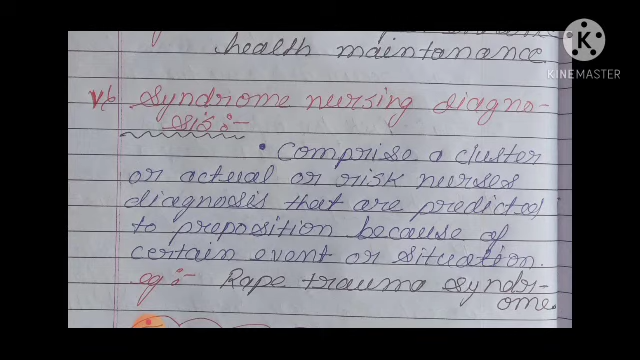 health maintanance
V) Syndrome nursing diagno-
sis:-
• Comprise a cluster
or actual or risk nurses
diagnosis that are predicted
to preposition because of
certain event or situation.
eg:- Rape trauma syndr-
ome.
K
KINEMASTER